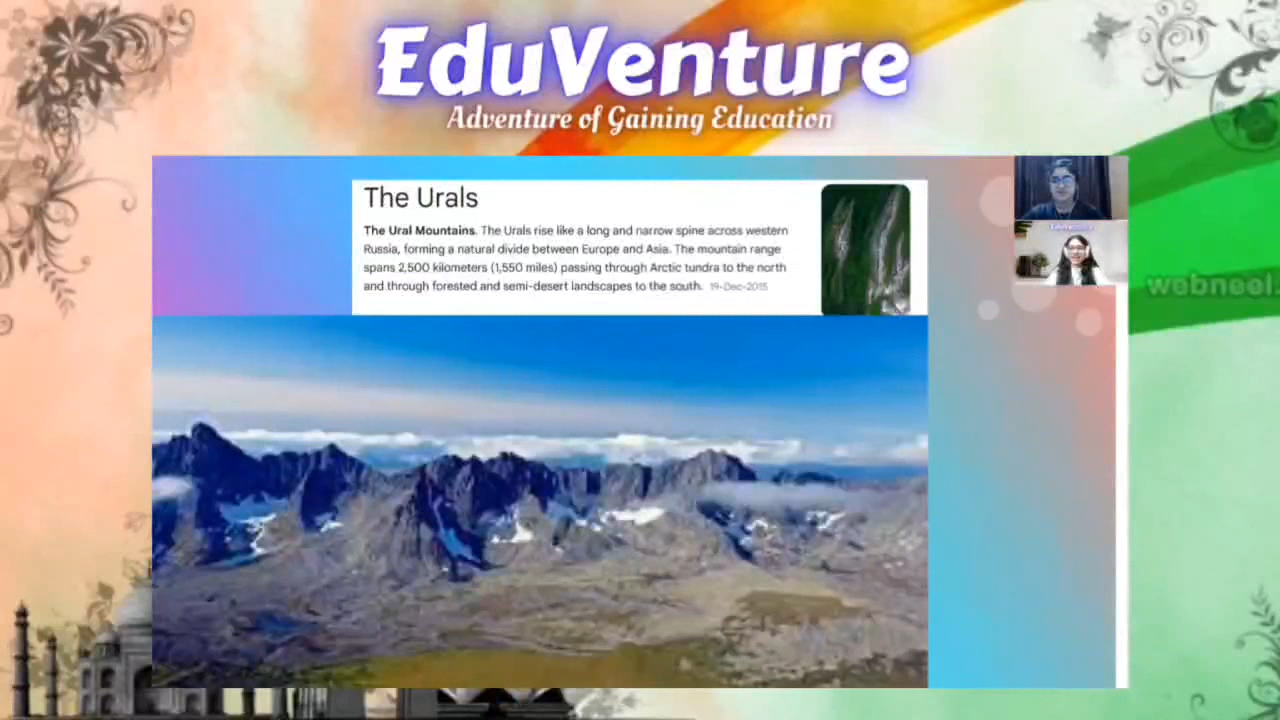 EduVenture
Adventure of Gaining Education
The Urals
The Ural Mountains. The Urals rise like a long and narrow spine across western
Russia, forming a natural divide between Europe and Asia. The mountain range
spans 2,500 kilometers (1,550 miles) passing through Arctic tundra to the north
and through forested and semi-desert landscapes to the south. 19-Dec-2015
EduVenture
webneel.